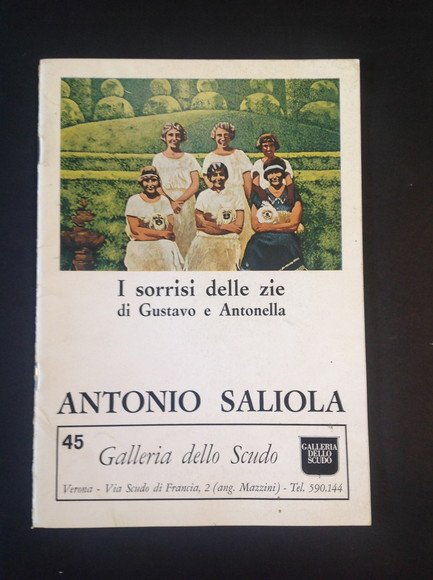 I sorrisi delle zie
di Gustavo e Antonella
ANTONIO SALIOLA
45
Galleria dello Scudo
GALLERIA
DELLO
SCUDO
Verona - Via Scudo di Francia, 2 (ang. Mazzini) - Tel. 590.144